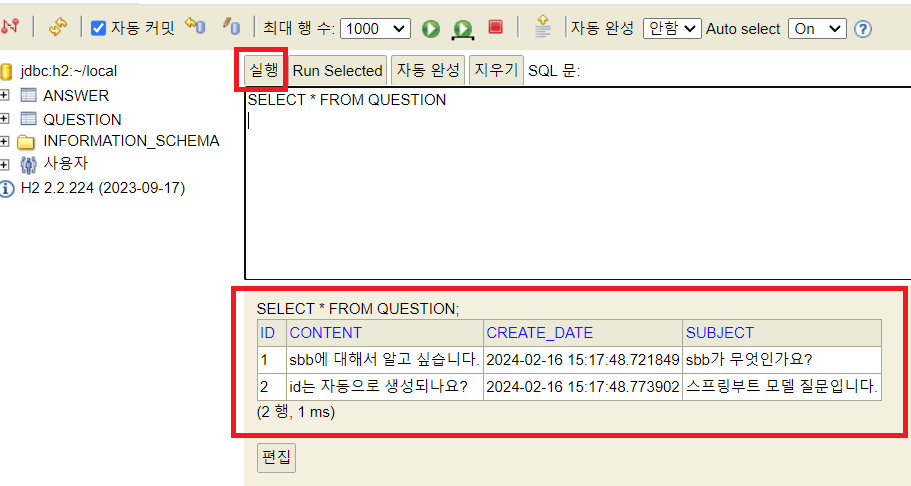 자동 커밋 최대 행 수: 1000 자동 완성 안함 Auto select On
jdbc:h2:~/local
ANSWER
QUESTION
INFORMATION_SCHEMA
사용자
H2 2.2.224 (2023-09-17)
실행 Run Selected 자동 완성 지우기 SQL 문:
SELECT * FROM QUESTION
SELECT * FROM QUESTION;
ID CONTENT CREATE_DATE SUBJECT
1 sbb에 대해서 알고 싶습니다. 2024-02-16 15:17:48.721849 sbb가 무엇인가요?
2 id는 자동으로 생성되나요? 2024-02-16 15:17:48.773902 스프링부트 모델 질문입니다.
(2 행, 1 ms)
편집